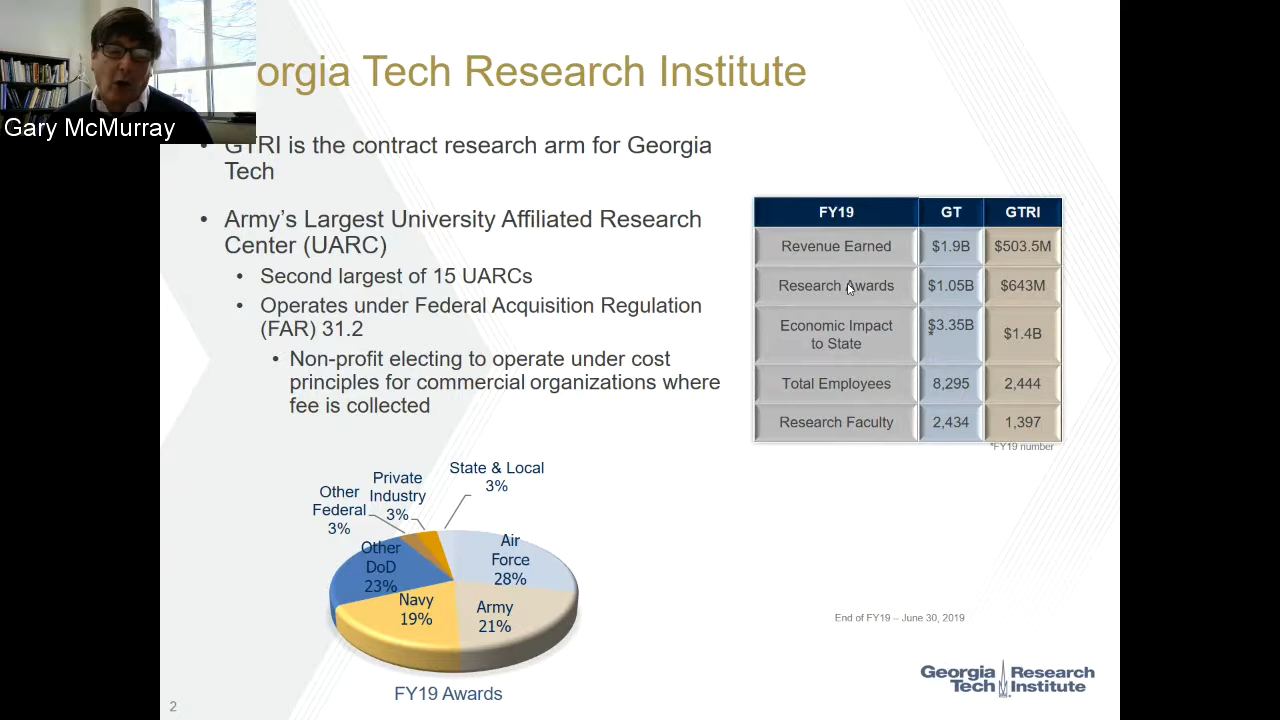 orgia Tech Research Institute
Gary McMurray
• GTRI is the contract research arm for Georgia
Tech
• Army's Largest University Affiliated Research
Center (UARC)
• Second largest of 15 UARCs
• Operates under Federal Acquisition Regulation
(FAR) 31.2
• Non-profit electing to operate under cost
principles for commercial organizations where
fee is collected
FY19 GT GTRI
Revenue Earned $1.9B $503.5M
Research Awards $1.05B $643M
Economic Impact
to State $3.35B
* $1.4B
Total Employees 8,295 2,444
Research Faculty 2,434 1,397
*FY19 number
State & Local
3%
Private
Industry
3%
Other
Federal
3%
Other
DoD
23%
Air
Force
28%
Navy
19%
Army
21%
FY19 Awards
End of FY19 – June 30, 2019
Georgia Tech
Research Institute
2